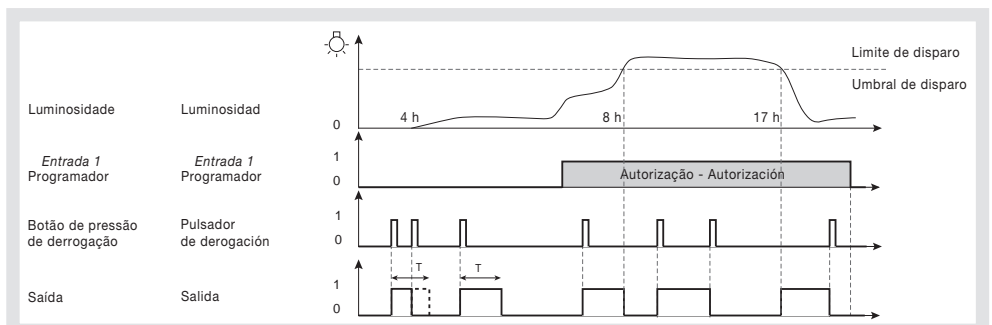 Limite de disparo
Umbral de disparo
Luminosidade
Luminosidad
0
4 h
8 h
17 h
Entrada 1
Programador
Entrada 1
Programador
1
0
Autorização - Autorización
Botão de pressão
de derrogação
Pulsador
de derogación
1
0
T
T
Saída
Salida
1
0